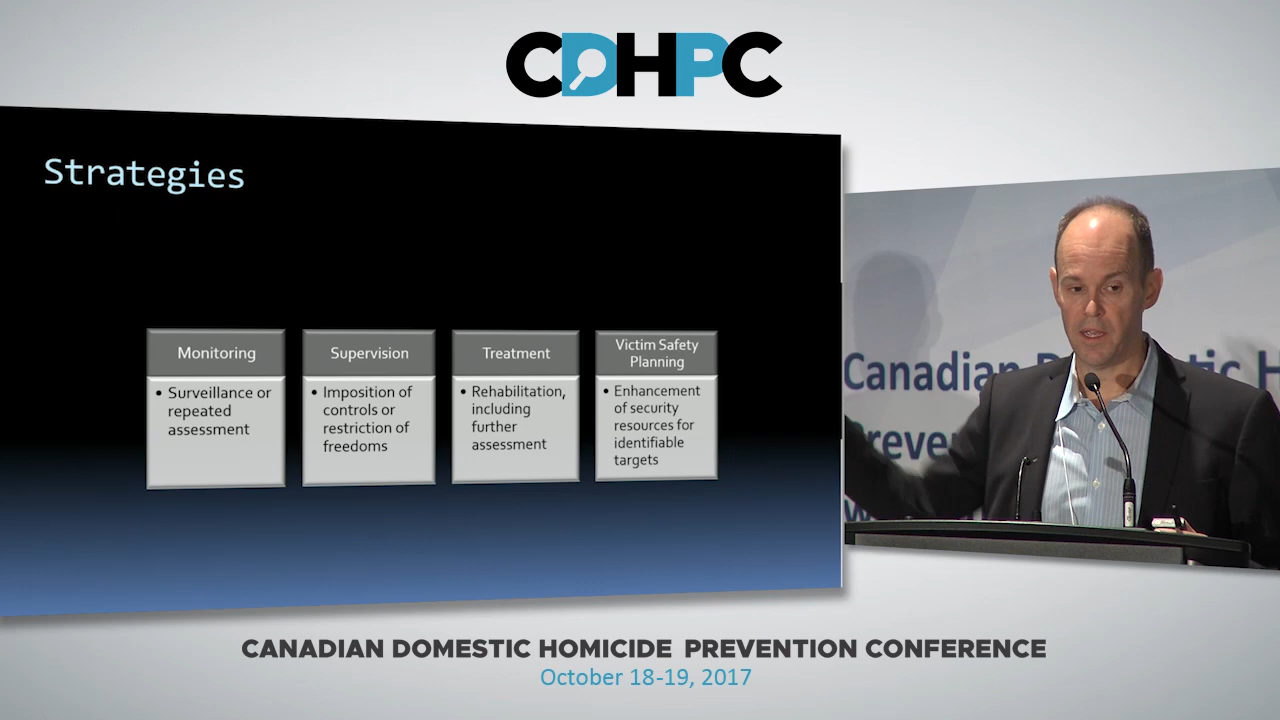 CDHPC
Strategies
Monitoring
• Surveillance or
repeated
assessment
Supervision
• Imposition of
controls or
restriction of
freedoms
Treatment
• Rehabilitation,
including
further
assessment
Victim Safety
Planning
• Enhancement
of security
resources for
identifiable
targets
Canadian D tic H
Preve
CANADIAN DOMESTIC HOMICIDE PREVENTION CONFERENCE
October 18-19, 2017